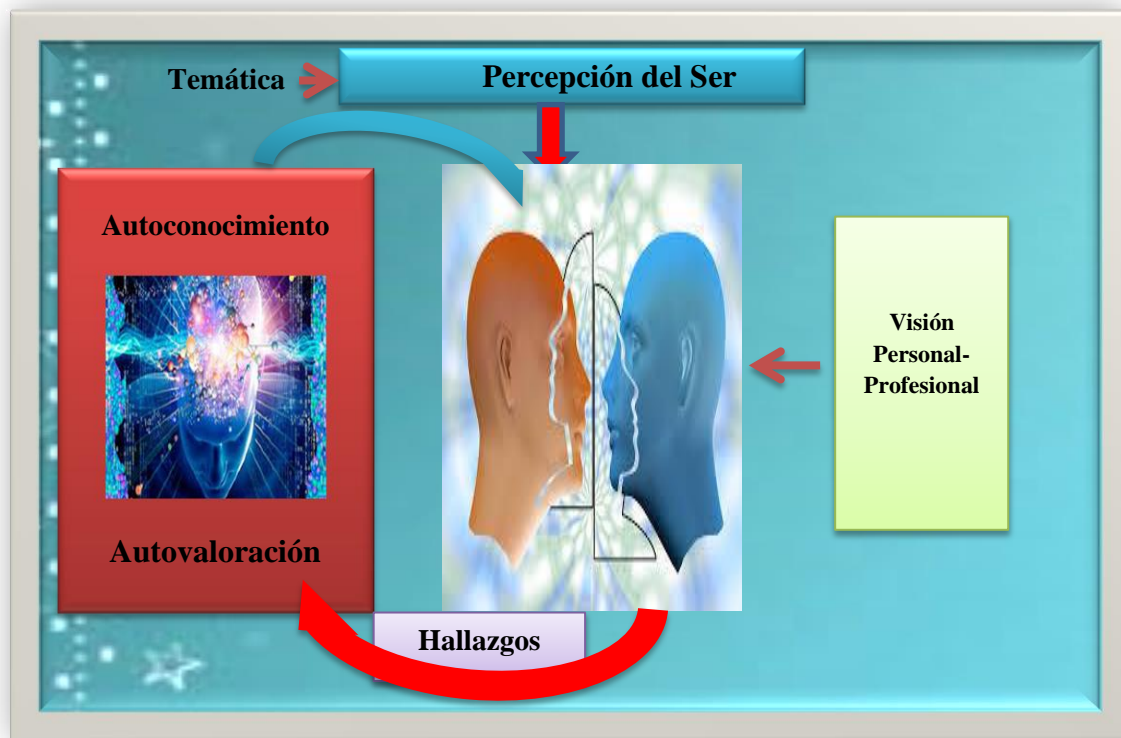 Temática
Percepción del Ser
Autoconocimiento
Autovaloración
Visión
Personal-
Profesional
Hallazgos